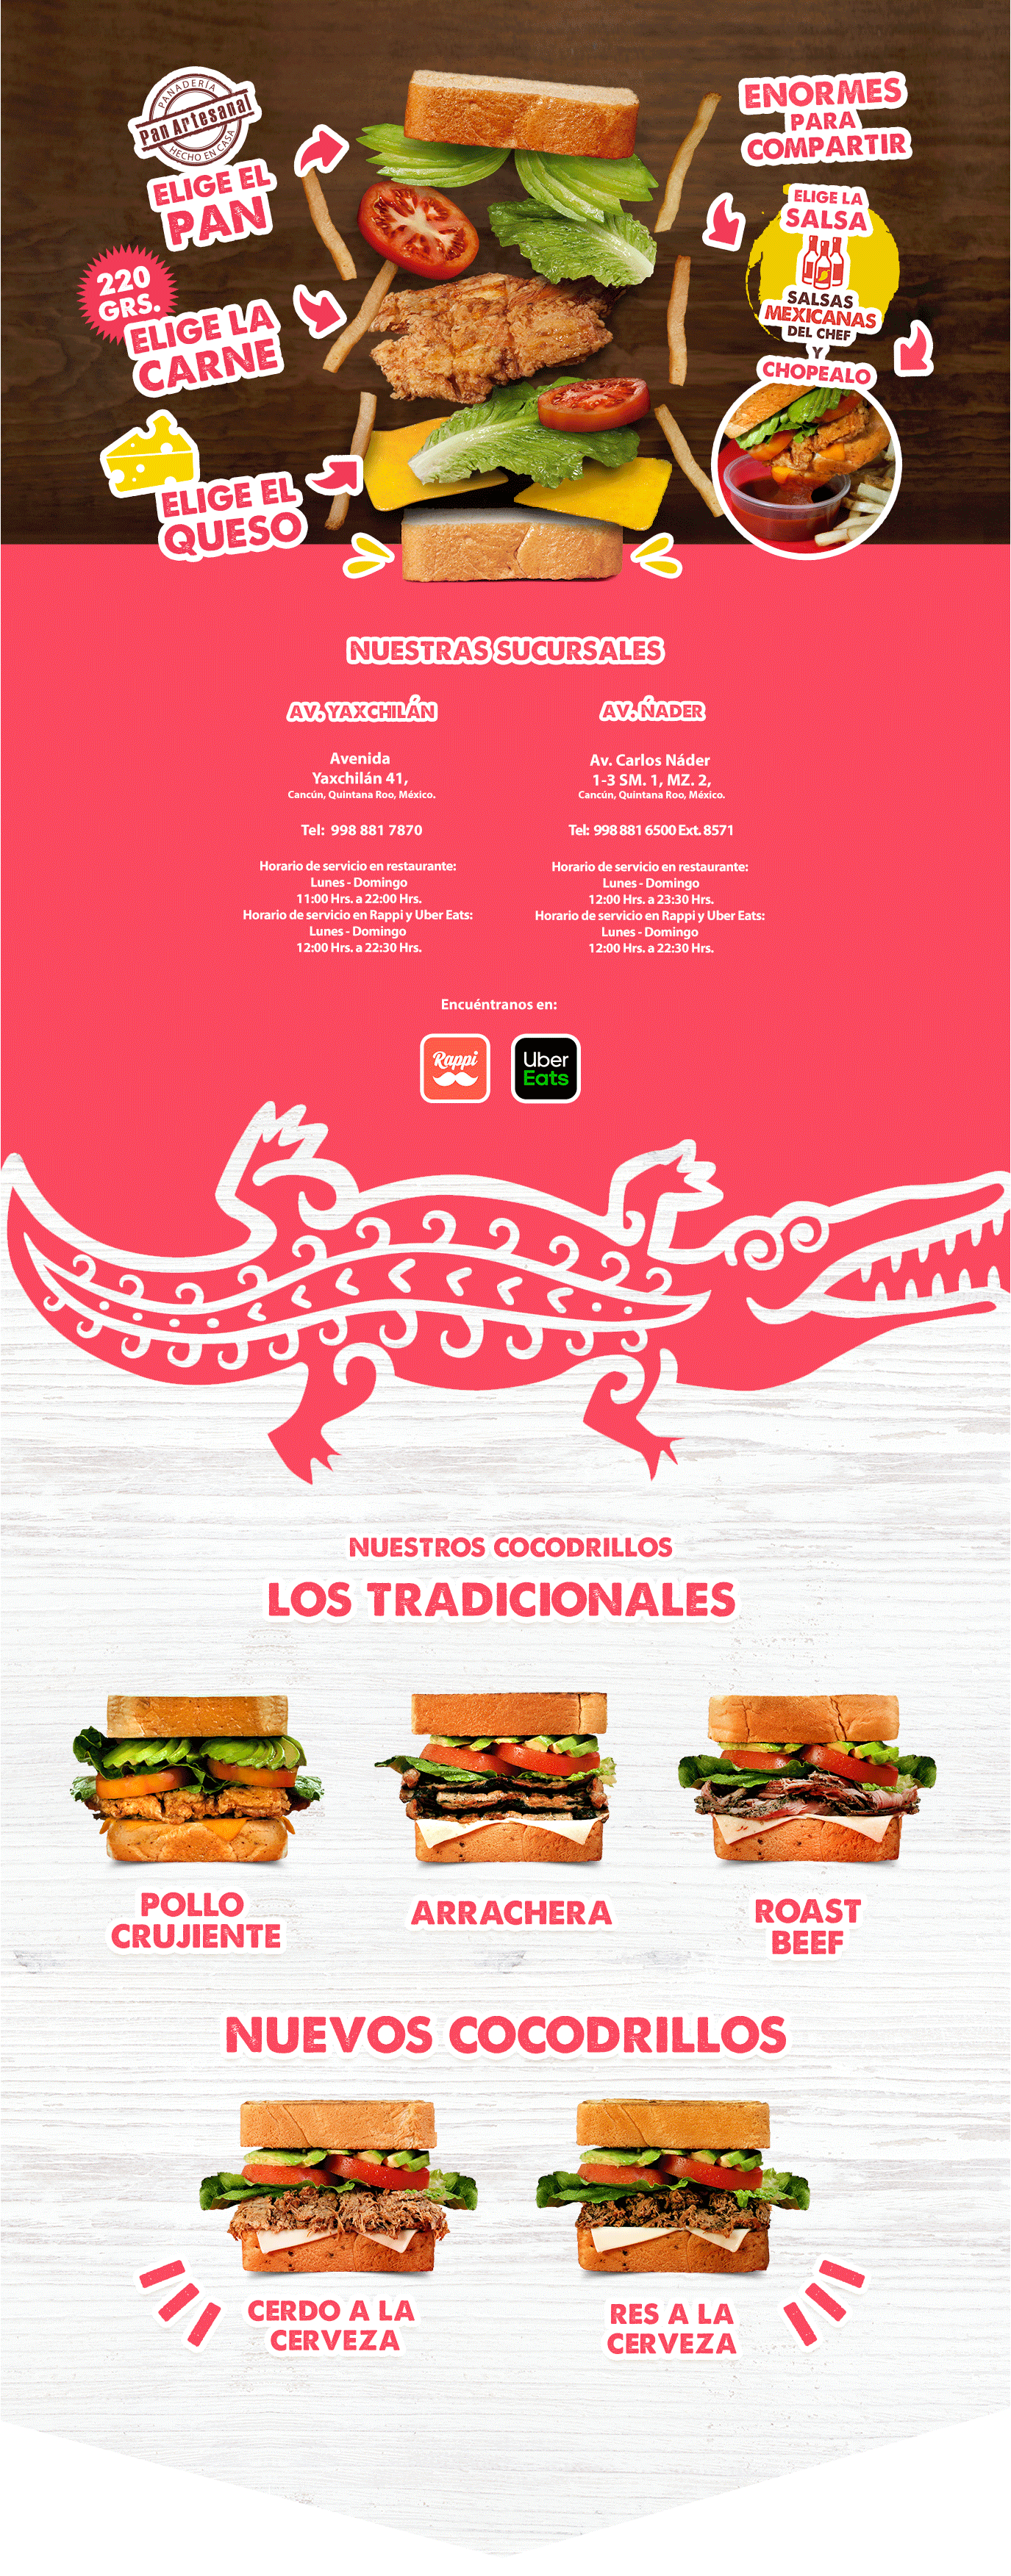 PANADERÍA
Pan Artesanal
HECHO EN CASA
ELIGE EL
PAN
220
GRS.
ELIGE LA
CARNE
ELIGE EL
QUESO
ENORMES
PARA
COMPARTIR
ELIGE LA
SALSA
SALSAS
MEXICANAS
DEL CHEF
Y
CHOPEALO
NUESTRAS SUCURSALES
AV. YAXCHILÁN
Avenida
Yaxchilán 41,
Cancún, Quintana Roo, México.
Tel: 998 881 7870
Horario de servicio en restaurante:
Lunes - Domingo
11:00 Hrs. a 22:00 Hrs.
Horario de servicio en Rappi y Uber Eats:
Lunes - Domingo
12:00 Hrs. a 22:30 Hrs.
AV. ŃADER
Av. Carlos Náder
1-3 SM. 1, MZ. 2,
Cancún, Quintana Roo, México.
Tel: 998 881 6500 Ext. 8571
Horario de servicio en restaurante:
Lunes - Domingo
12:00 Hrs. a 23:30 Hrs.
Horario de servicio en Rappi y Uber Eats:
Lunes - Domingo
12:00 Hrs. a 22:30 Hrs.
Encuéntranos en:
Rappi
Uber
Eats
NUESTROS COCODRILLOS
LOS TRADICIONALES
POLLO
CRUJIENTE
ARRACHERA
ROAST
BEEF
NUEVOS COCODRILLOS
CERDO A LA
CERVEZA
RES A LA
CERVEZA